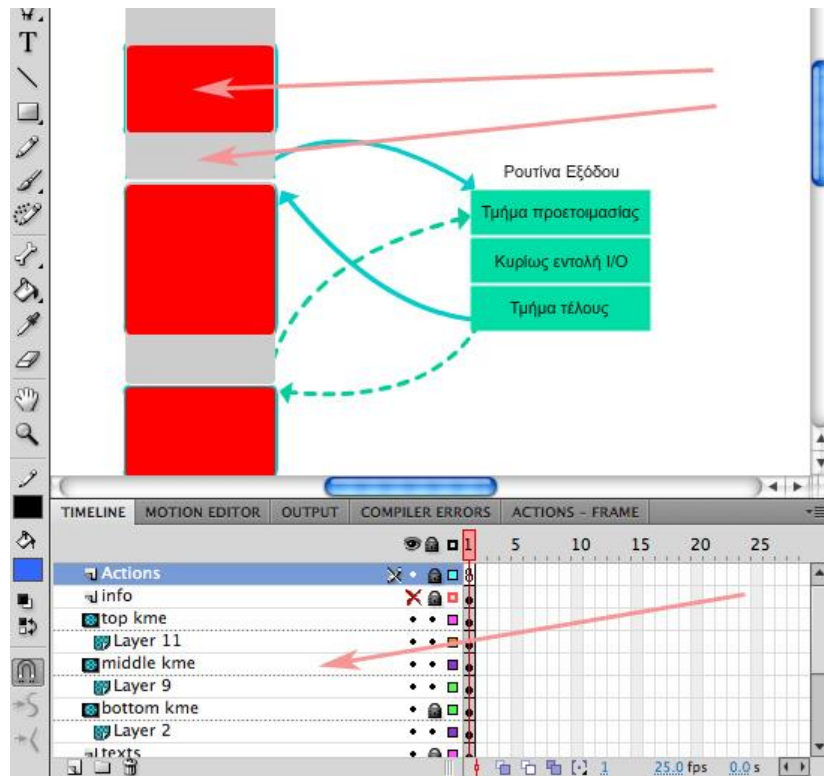 T
Ρουτίνα Εξόδου
Τμήμα προετοιμασίας
Κυρίως εντολή I/O
Τμήμα τέλους
TIMELINE MOTION EDITOR OUTPUT COMPILER ERRORS ACTIONS - FRAME
1 5 10 15 20 25
Actions
info
top kme
Layer 11
middle kme
Layer 9
bottom kme
Layer 2
texts
1 25.0 fps 0.0 s